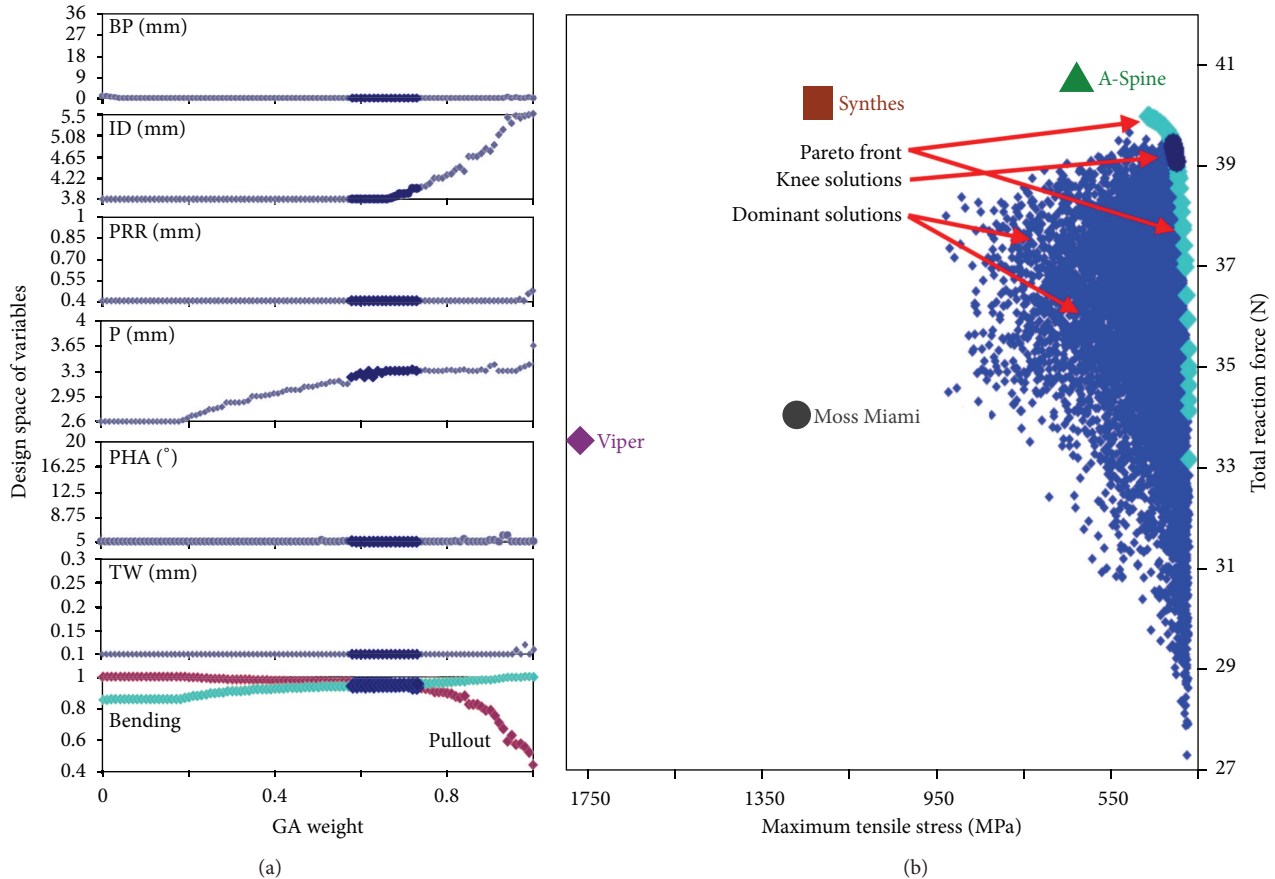 BP (mm)
36
27
18
9
0
ID (mm)
5.5
5.08
4.65
4.22
3.8
PRR (mm)
1
0.85
0.70
0.55
0.4
P (mm)
4
3.65
3.3
2.95
2.6
PHA (°)
20
16.25
12.5
8.75
5
TW (mm)
0.3
0.25
0.2
0.15
0.1
1
0.8
0.6
0.4
Bending
Pullout
0
0.4
0.8
GA weight
Design space of variables
(a)
A-Spine
Synthes
Pareto front
Knee solutions
Dominant solutions
Moss Miami
Viper
41
39
37
35
33
31
29
27
Total reaction force (N)
1750
1350
950
550
Maximum tensile stress (MPa)
(b)